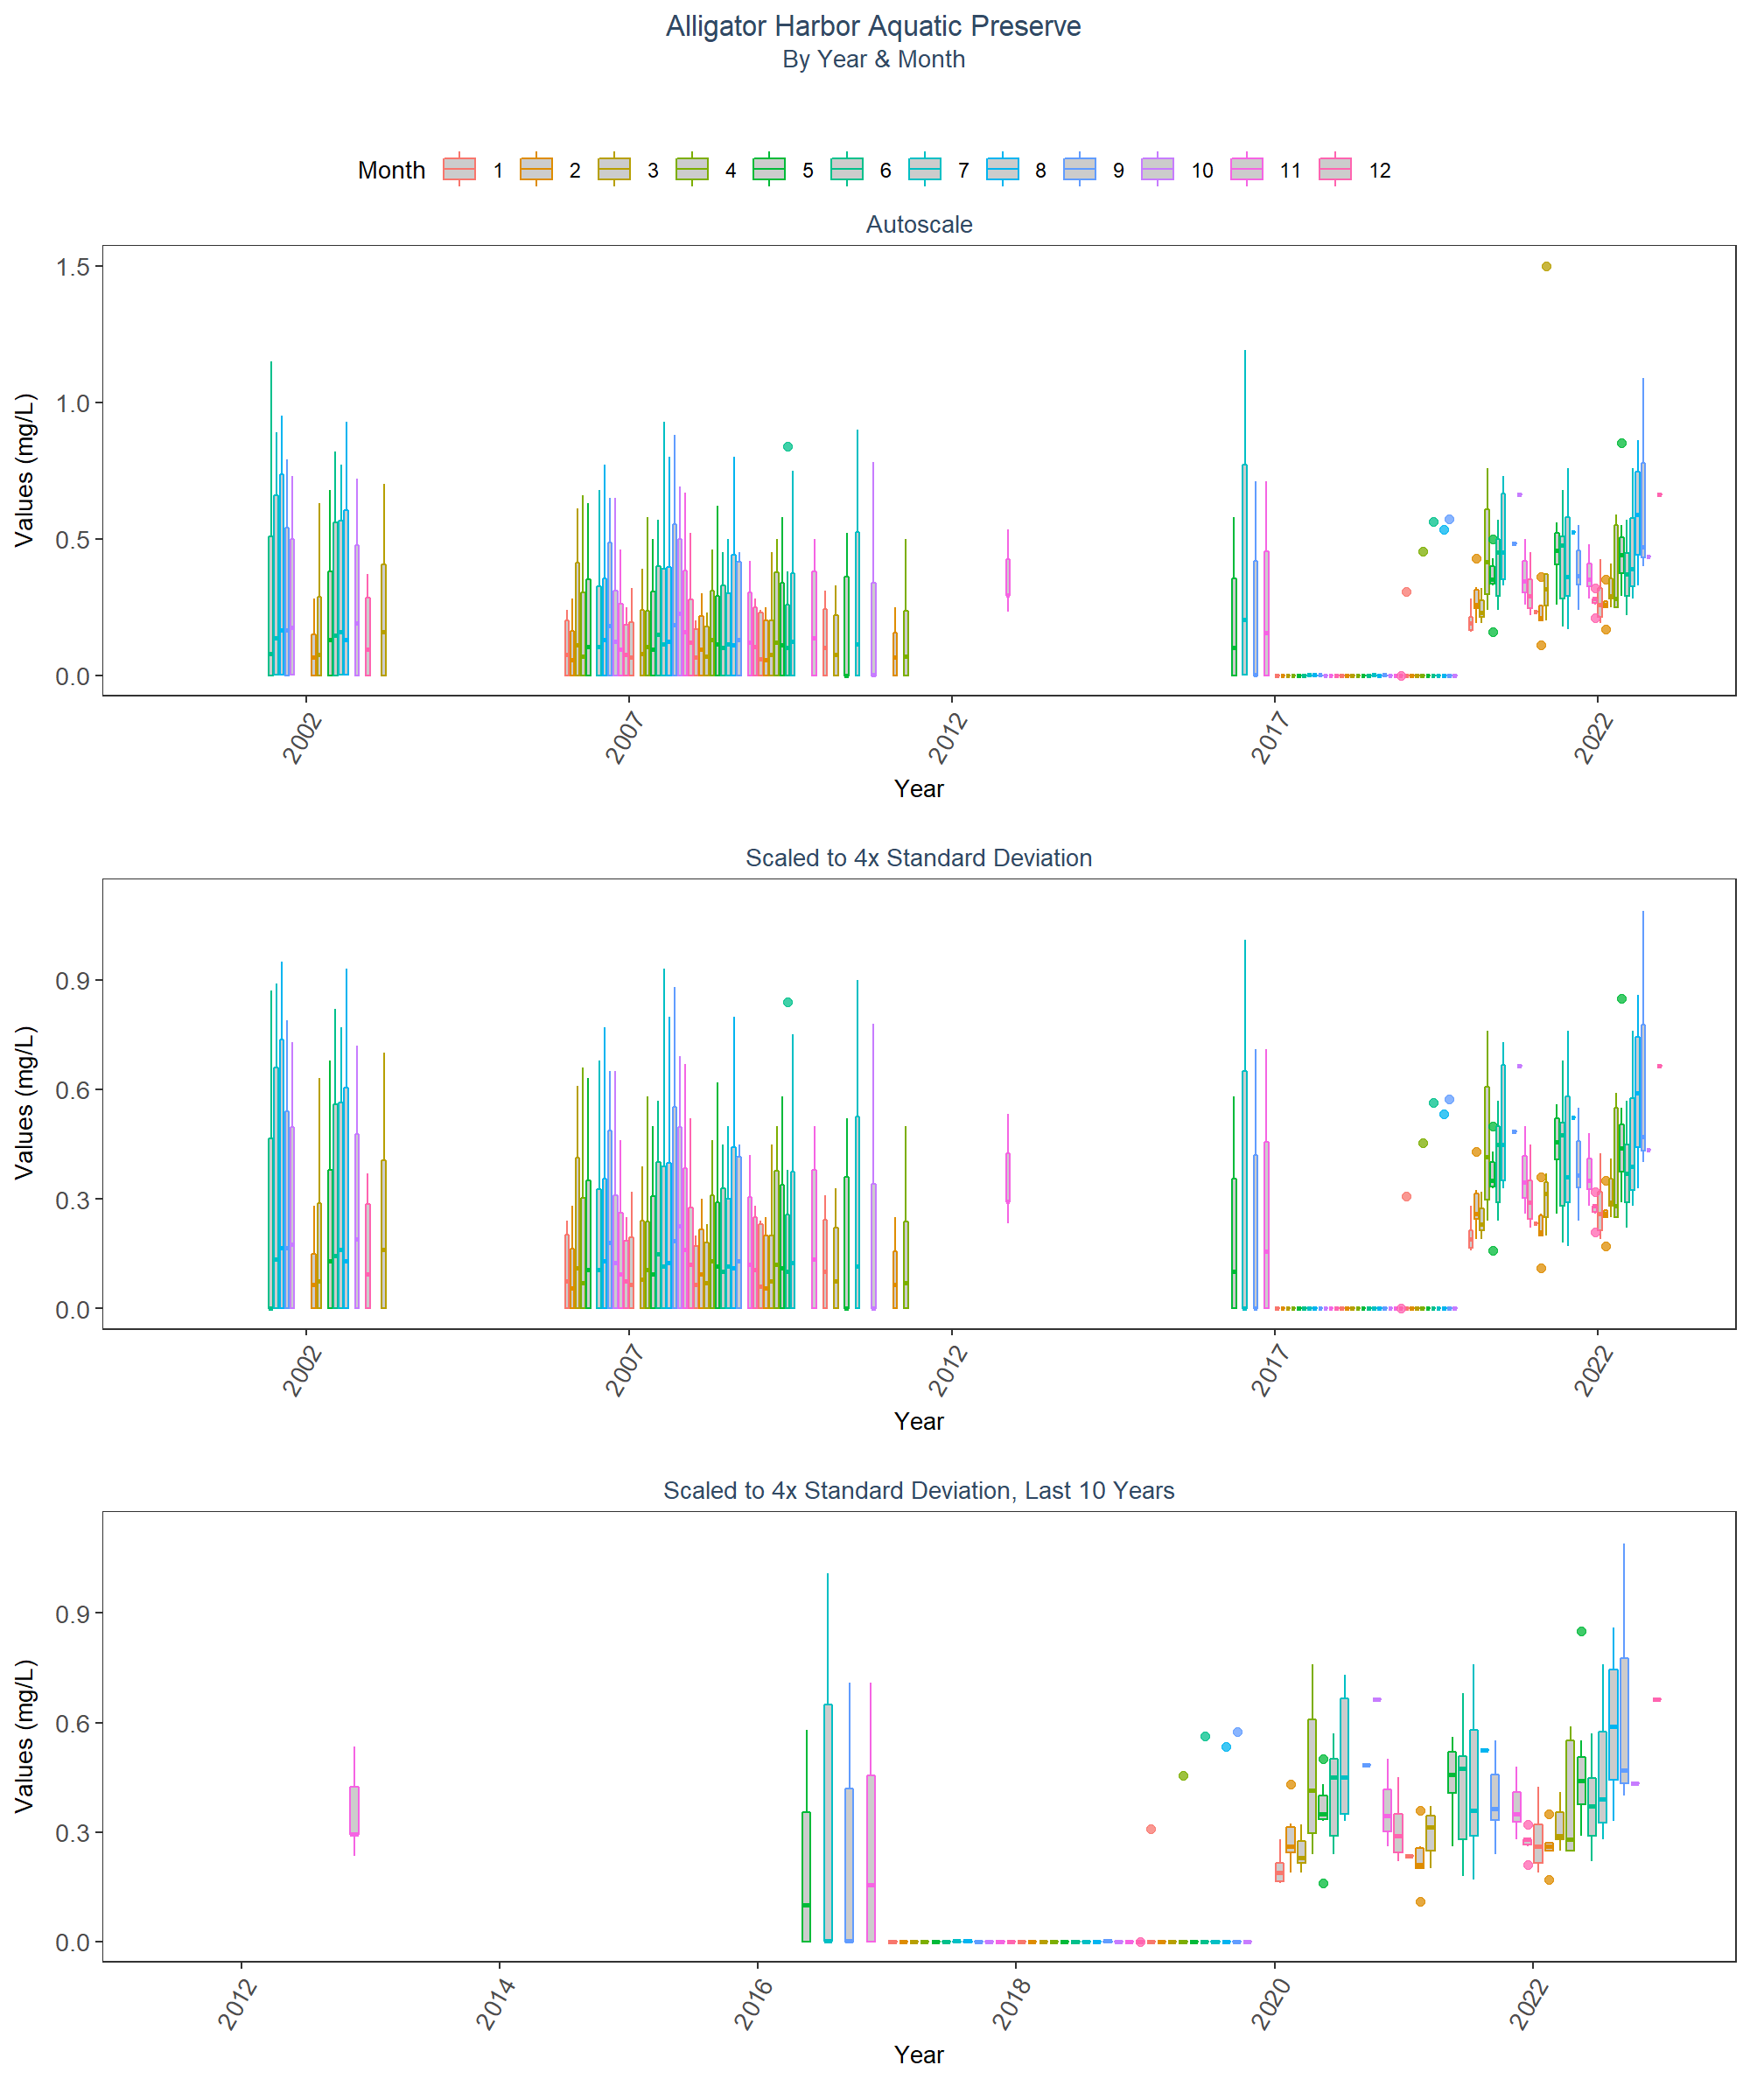 Alligator Harbor Aquatic Preserve
By Year & Month
Month 1 2 3 4 5 6 7 8 9 10 11 12
Autoscale
Values (mg/L)
1.5
1.0
0.5
0.0
2002 2007 2012 2017 2022
Year
Scaled to 4x Standard Deviation
Values (mg/L)
0.9
0.6
0.3
0.0
2002 2007 2012 2017 2022
Year
Scaled to 4x Standard Deviation, Last 10 Years
Values (mg/L)
0.9
0.6
0.3
0.0
2012 2014 2016 2018 2020 2022
Year